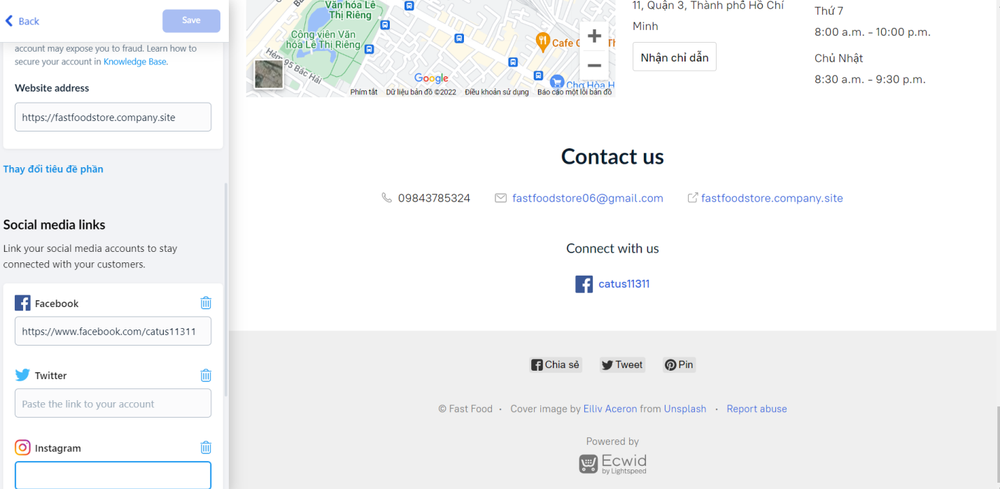 Back
Save
account may expose you to fraud. Learn how to
secure your account in Knowledge Base.
Website address
https://fastfoodstore.company.site
Thay đổi tiêu đề phần
Social media links
Link your social media accounts to stay
connected with your customers.
Facebook
https://www.facebook.com/catus11311
Twitter
Paste the link to your account
Instagram
Văn hóa Lê
Thị Riêng
Công viên Văn
hóa Lê Thị Riêng
Hẻm 95 Bắc Hải
Cafe
Chợ Hòa H
Google
Phím tắt
Dữ liệu bản đồ ©2022
Điều khoản sử dụng
Báo cáo một lỗi bản đồ
11, Quận 3, Thành phố Hồ Chí
Minh
Nhận chỉ dẫn
Thứ 7
8:00 a.m. - 10:00 p.m.
Chủ Nhật
8:30 a.m. - 9:30 p.m.
Contact us
09843785324
fastfoodstore06@gmail.com
fastfoodstore.company.site
Connect with us
catus11311
Chia sẻ
Tweet
Pin
© Fast Food · Cover image by Eiliv Aceron from Unsplash · Report abuse
Powered by
Ecwid
by Lightspeed